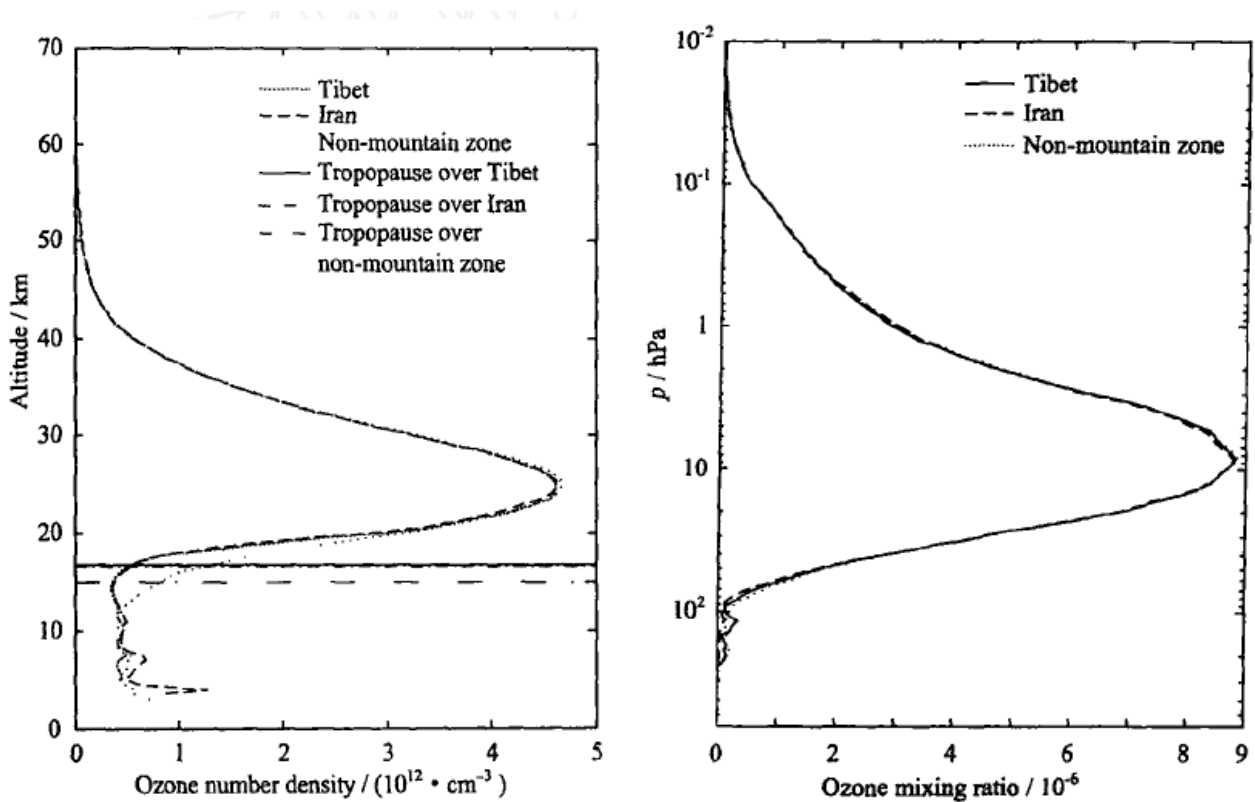 70
60
50
40
30
20
10
0
Altitude / km
Tibet
Iran
Non-mountain zone
Tropopause over Tibet
Tropopause over Iran
Tropopause over
non-mountain zone
0 1 2 3 4 5
Ozone number density / (10¹² • cm⁻³)
10⁻²
10⁻¹
1
10
10²
p / hPa
Tibet
Iran
Non-mountain zone
0 2 4 6 8 9
Ozone mixing ratio / 10⁻⁶